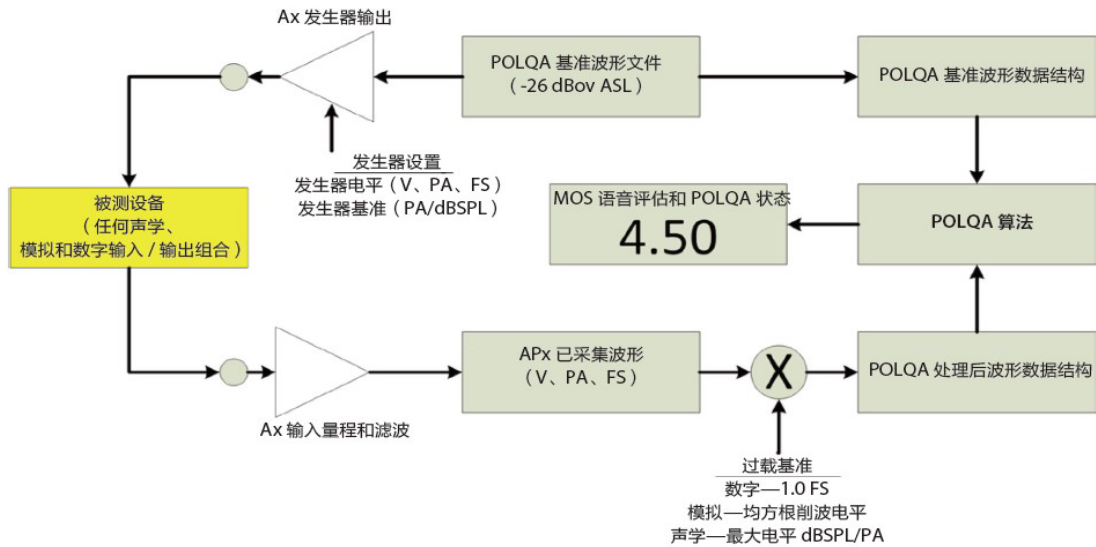 Ax 发生器输出
POLQA 基准波形文件
（-26 dBov ASL）
POLQA 基准波形数据结构
发生器设置
发生器电平（V、PA、FS）
发生器基准（PA/dBSPL）
被测设备
（任何声学、
模拟和数字输入 / 输出组合）
MOS 语音评估和 POLQA 状态
4.50
POLQA 算法
Ax 输入量程和滤波
APx 已采集波形
（V、PA、FS）
X
POLQA 处理后波形数据结构
过载基准
数字—1.0 FS
模拟—均方根削波电平
声学—最大电平 dBSPL/PA